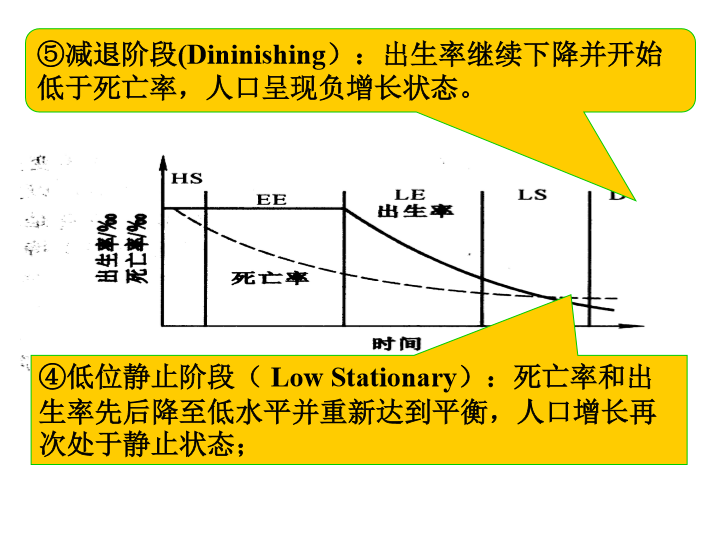 ⑤减退阶段(Dininishing）：出生率继续下降并开始
低于死亡率，人口呈现负增长状态。
HS
EE
LE
LS
D
出生率
出生率/‰
死亡率/‰
死亡率
时间
④低位静止阶段（ Low Stationary）：死亡率和出
生率先后降至低水平并重新达到平衡，人口增长再
次处于静止状态；